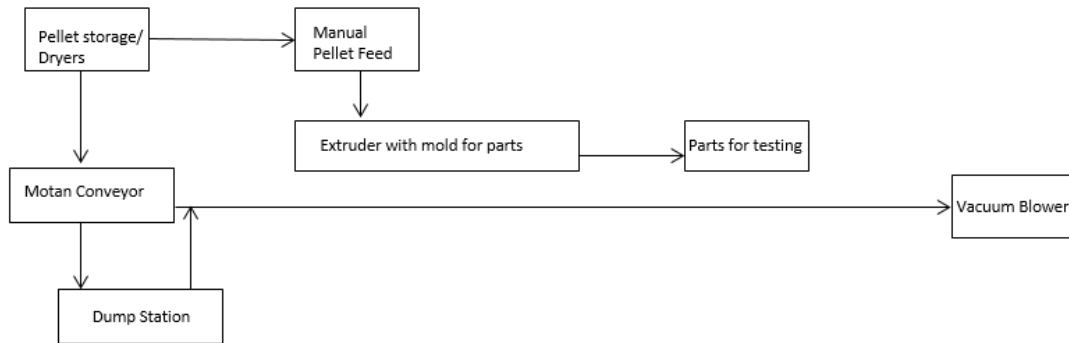 Pellet storage/
Dryers
Manual
Pellet Feed
Extruder with mold for parts
Parts for testing
Motan Conveyor
Vacuum Blower
Dump Station